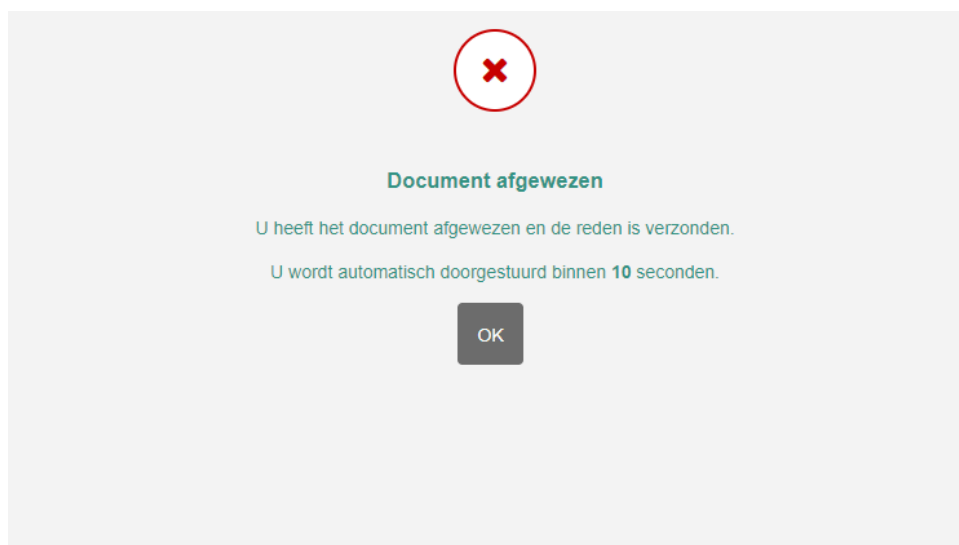 Document afgewezen
U heeft het document afgewezen en de reden is verzonden.
U wordt automatisch doorgestuurd binnen 10 seconden.
OK